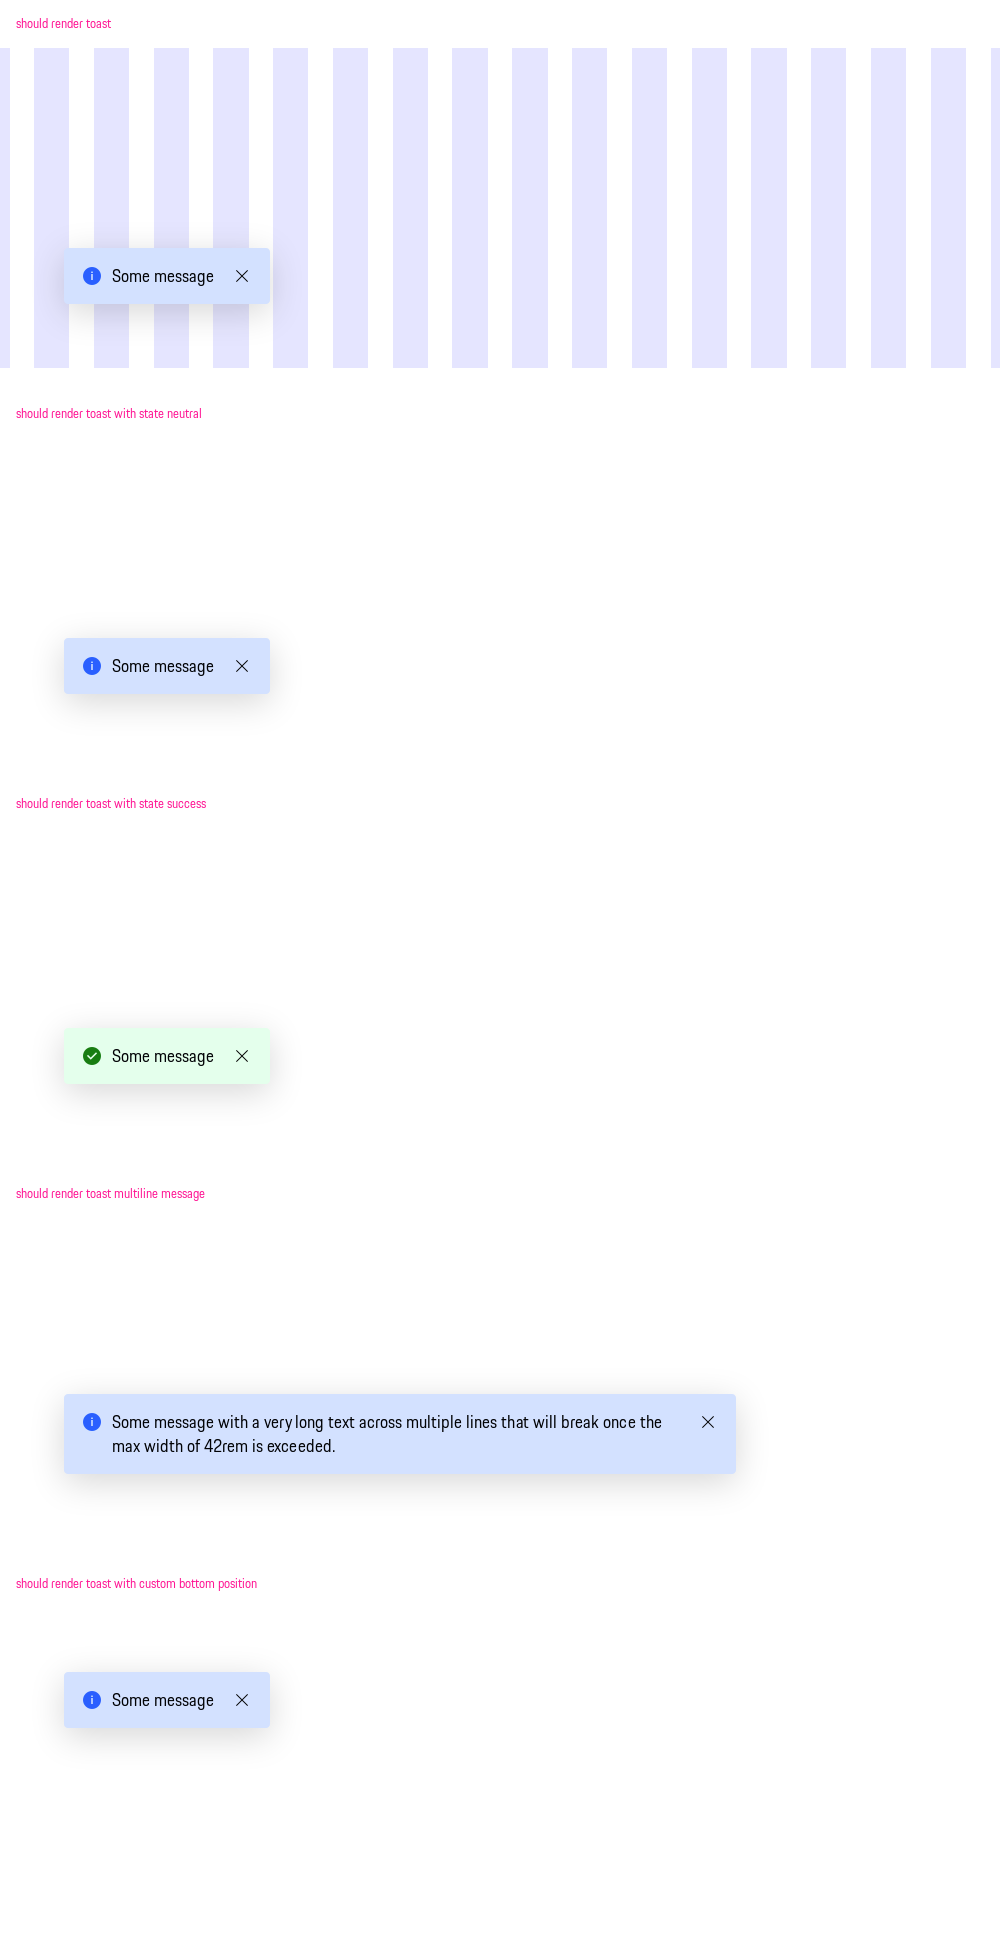 should render toast
Some message
should render toast with state neutral
Some message
should render toast with state success
Some message
should render toast multiline message
Some message with a very long text across multiple lines that will break once the
max width of 42rem is exceeded.
should render toast with custom bottom position
Some message